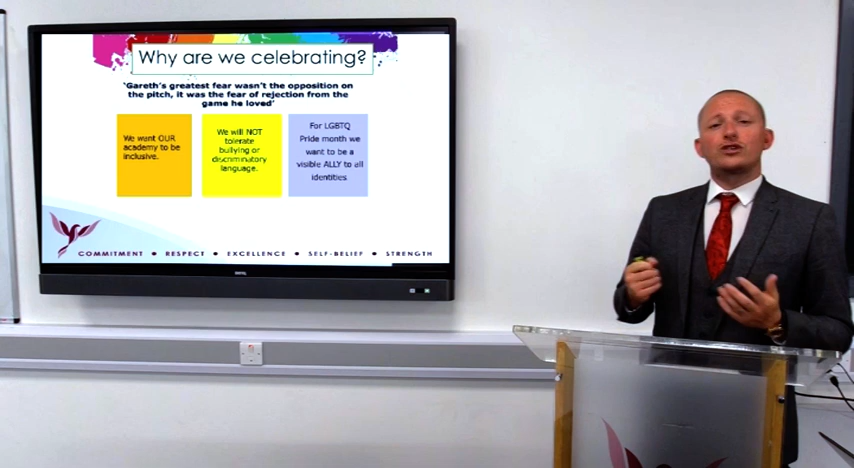 Why are we celebrating?
'Gareth's greatest fear wasn't the opposition on
the pitch, it was the fear of rejection from the
game he loved'
We want OUR
academy to be
inclusive.
We will NOT
tolerate
bullying or
discriminatory
language.
For LGBTQ
Pride month we
want to be a
visible ALLY to all
identities
COMMITMENT • RESPECT • EXCELLENCE • SELF-BELIEF • STRENGTH
BenQ